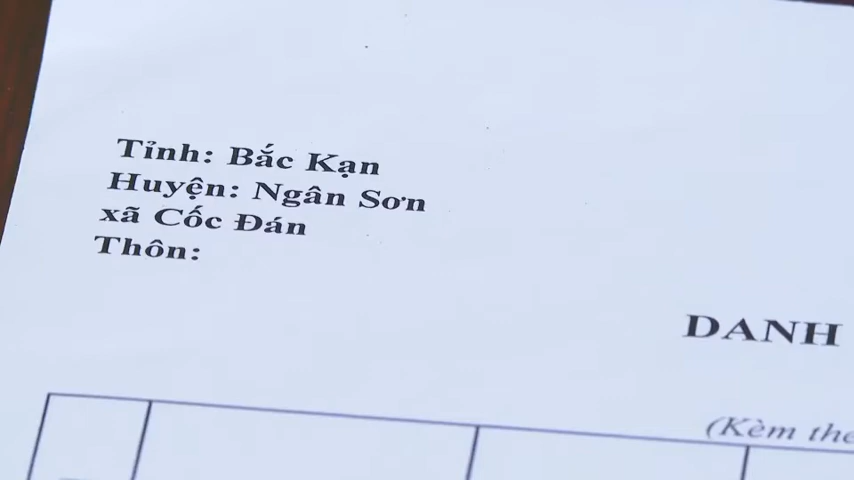 Tỉnh: Bắc Kạn
Huyện: Ngân Sơn
xã Cốc Đán
Thôn:
DANH
(Kèm the